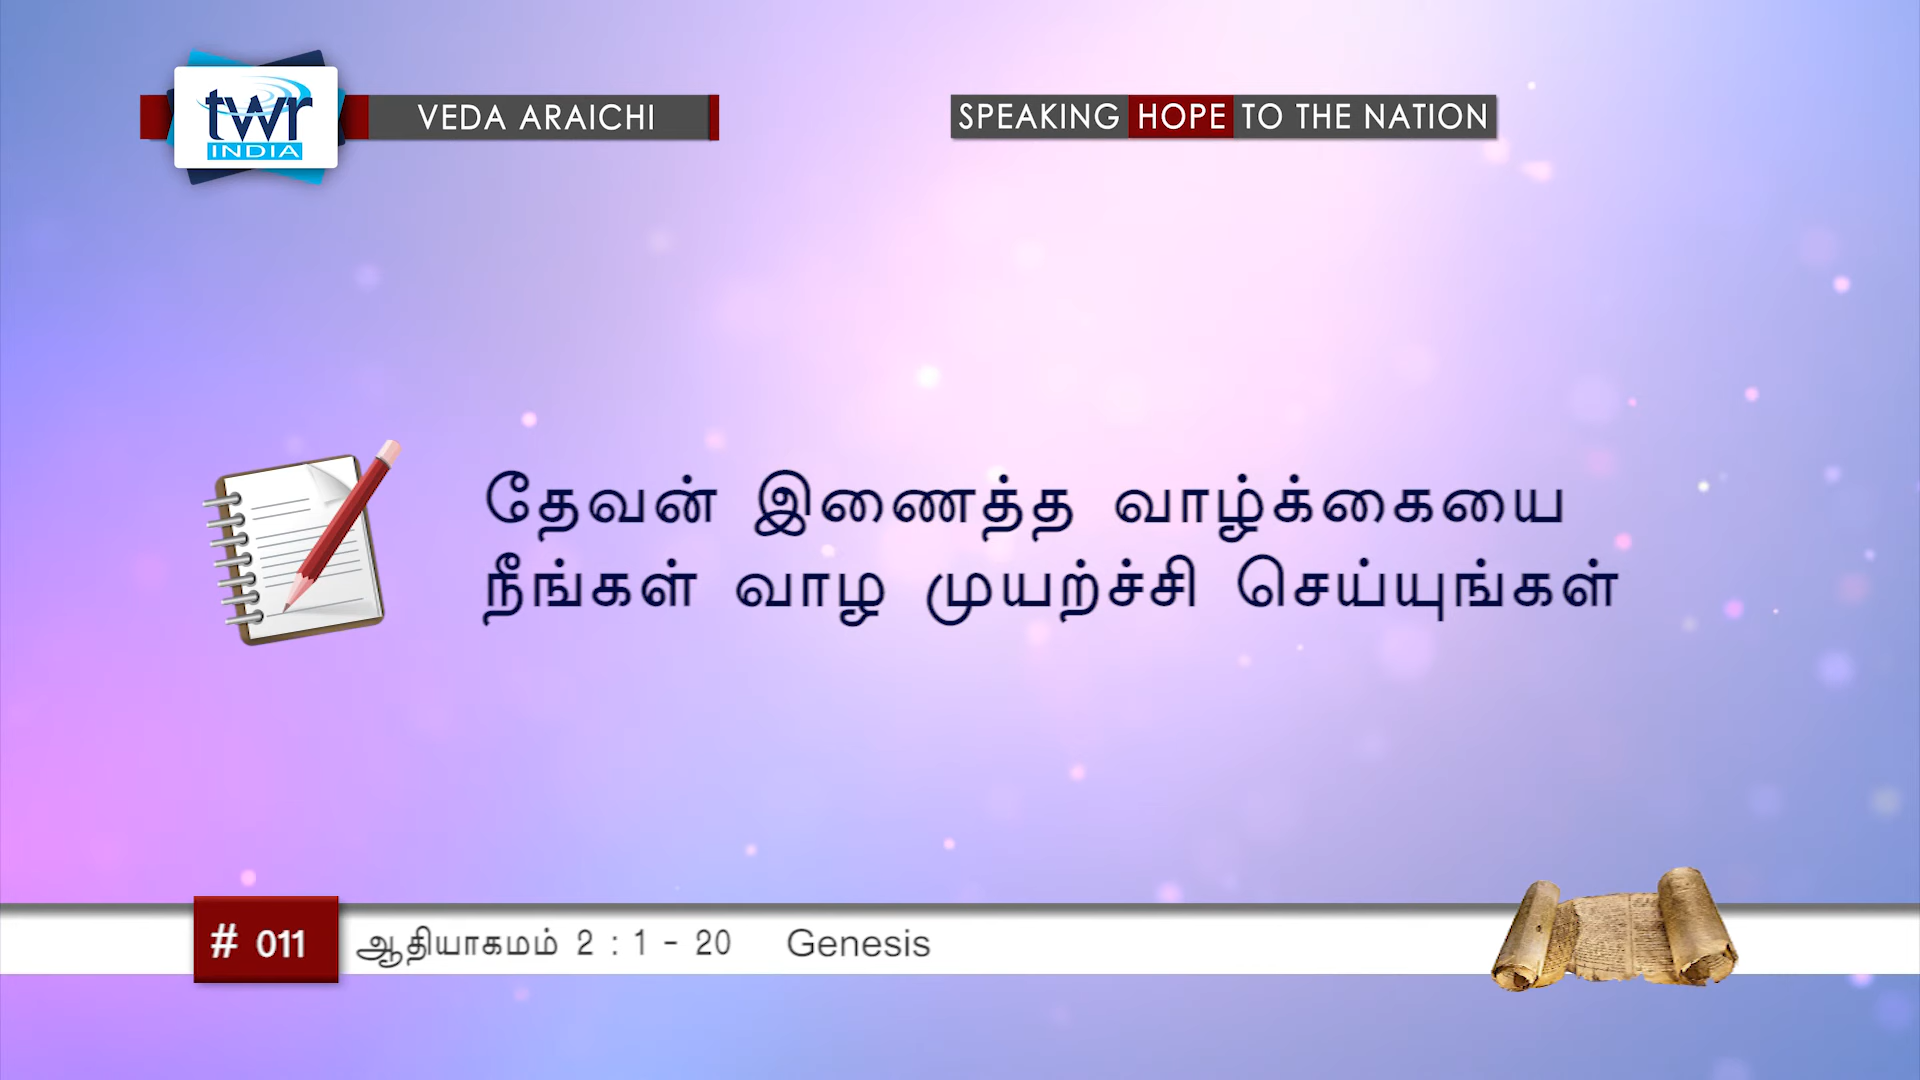 twr
INDIA
VEDA ARAICHI
SPEAKING HOPE TO THE NATION
தேவன் இணைத்த வாழ்க்கையை
நீங்கள் வாழ முயற்ச்சி செய்யுங்கள்
# 011
ஆதியாகமம் 2 : 1 - 20 Genesis